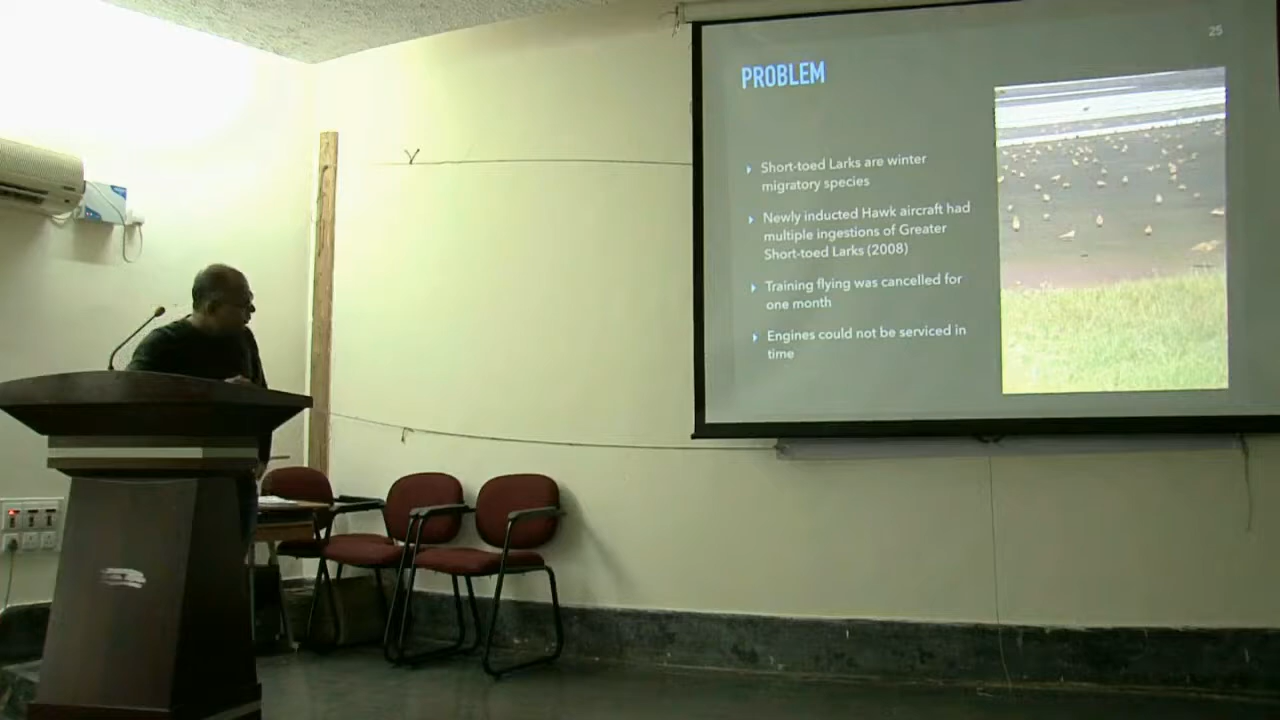 25
PROBLEM
Short-toed Larks are winter
migratory species
Newly inducted Hawk aircraft had
multiple ingestions of Greater
Short-toed Larks (2008)
Training flying was cancelled for
one month
Engines could not be serviced in
time